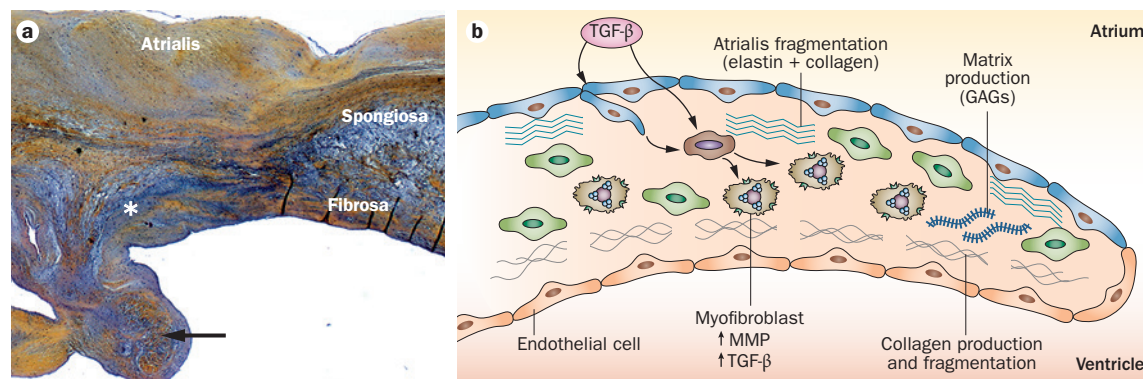 a
Atrialis
Spongiosa
Fibrosa
*
b
TGF-β
Atrium
Atrialis fragmentation
(elastin + collagen)
Matrix
production
(GAGs)
Endothelial cell
Myofibroblast
↑ MMP
↑ TGF-β
Collagen production
and fragmentation
Ventricle